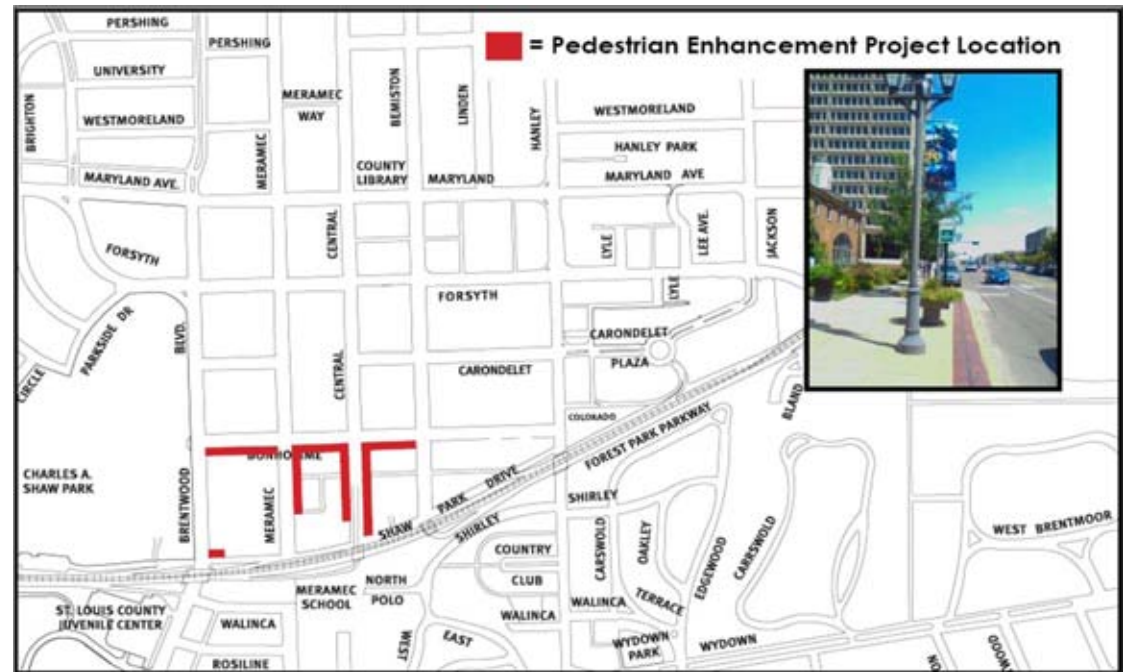 = Pedestrian Enhancement Project Location
PERSHING
PERSHING
UNIVERSITY
MERAMEC
WAY
BRIGHTON
WESTMORELAND
MERAMEC
BEMISTON
LINDEN
HANLEY
WESTMORELAND
HANLEY PARK
MARYLAND AVE.
COUNTY
LIBRARY
MARYLAND
MARYLAND AVE
FORSYTH
CENTRAL
LYLE
LEE AVE.
JACKSON
PARKSIDE DR
CIRCLE
BLVD.
FORSYTH
LYLE
CARONDELET
PLAZA
CENTRAL
CARONDELET
COLORADO
BLAND
BONHOMME
FOREST PARK PARKWAY
CHARLES A.
SHAW PARK
BRENTWOOD
MERAMEC
SHAW PARK DRIVE
SHIRLEY
SHIRLEY
COUNTRY
CLUB
CARSWOLD
OAKLEY
EDGEWOOD
CARRSWOLD
WEST BRENTMOOR
MERAMEC
SCHOOL
NORTH
POLO
WALINCA
WALINCA
TERRACE
ST. LOUIS COUNTY
JUVENILE CENTER
WALINCA
WEST
EAST
WYDOWN
PARK
WYDOWN
ROSILINE